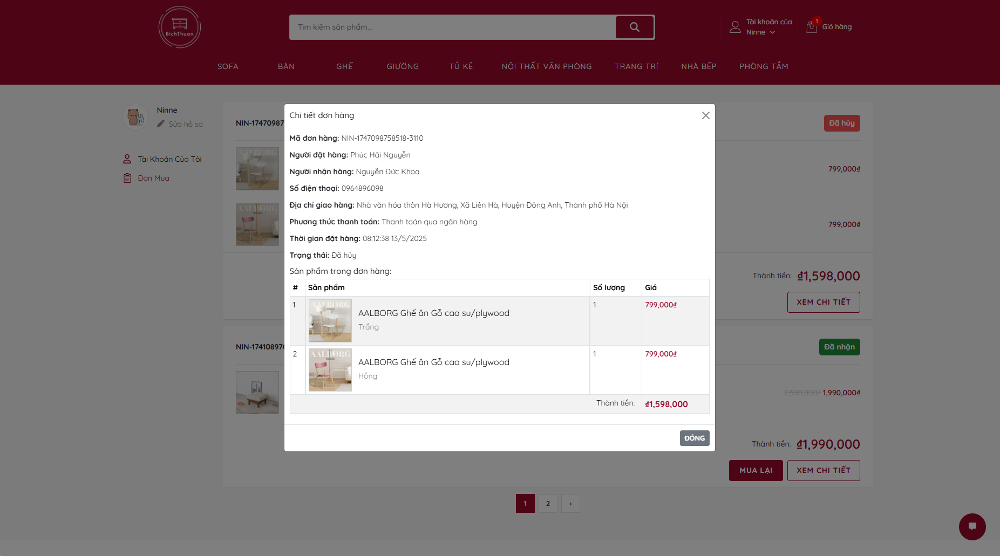 BichThuan
Tìm kiếm sản phẩm...
Tài khoản của
Ninne
1
Giỏ hàng
SOFA
BÀN
GHẾ
GIƯỜNG
TỦ KỆ
NỘI THẤT VĂN PHÒNG
TRANG TRÍ
NHÀ BẾP
PHÒNG TẮM
Ninne
Sửa hồ sơ
Tài Khoản Của Tôi
Đơn Mua
NIN-17470987
Đã hủy
AALBORG
799,000₫
AALBORG
799,000₫
Thành tiền: ₫1,598,000
XEM CHI TIẾT
NIN-174108970
Đã nhận
2,590,000₫ 1,990,000₫
Thành tiền: ₫1,990,000
MUA LẠI
XEM CHI TIẾT
1
2
›
Chi tiết đơn hàng
Mã đơn hàng: NIN-1747098758518-3110
Người đặt hàng: Phúc Hải Nguyễn
Người nhận hàng: Nguyễn Đức Khoa
Số điện thoại: 0964896098
Địa chỉ giao hàng: Nhà văn hóa thôn Hà Hương, Xã Liên Hà, Huyện Đông Anh, Thành phố Hà Nội
Phương thức thanh toán: Thanh toán qua ngân hàng
Thời gian đặt hàng: 08:12:38 13/5/2025
Trạng thái: Đã hủy
Sản phẩm trong đơn hàng:
# Sản phẩm Số lượng Giá
1 AALBORG AALBORG Ghế ăn Gỗ cao su/plywood 1 799,000₫
Trắng
2 AALBORG AALBORG Ghế ăn Gỗ cao su/plywood 1 799,000₫
Hồng
Thành tiền: ₫1,598,000
ĐÓNG